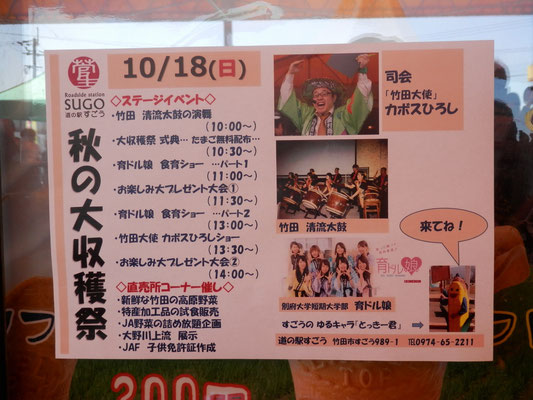 掌
Roadside station
SUGO
道の駅 すごう
秋の大収穫祭
10/18(日)
◇ステージイベント◇
・竹田 清流太鼓の演舞
(10:00～)
・大収穫祭 式典…たまご無料配布…
(10:30～)
・育ドル娘 食育ショー …パート1
(11:00～)
・お楽しみ大プレゼント大会①
(11:30～)
・育ドル娘 食育ショー …パート2
(13:00～)
・竹田大使 カボスひろしショー
(13:30～)
・お楽しみ大プレゼント大会②
(14:00～)
◇直売所コーナー催し◇
・新鮮な竹田の高原野菜
・特産加工品の試食販売
・JA野菜の詰め放題企画
・大野川上流 展示
・JAF 子供免許証作成
司会
「竹田大使」
カボスひろし
竹田 清流太鼓
来てね!
育ドル娘
別府大学短期大学部 育ドル娘
すごうの ゆるキャラ「とっきー君」 ➡
道の駅すごう 竹田市すごう989-1 TEL0974-65-2211
200円